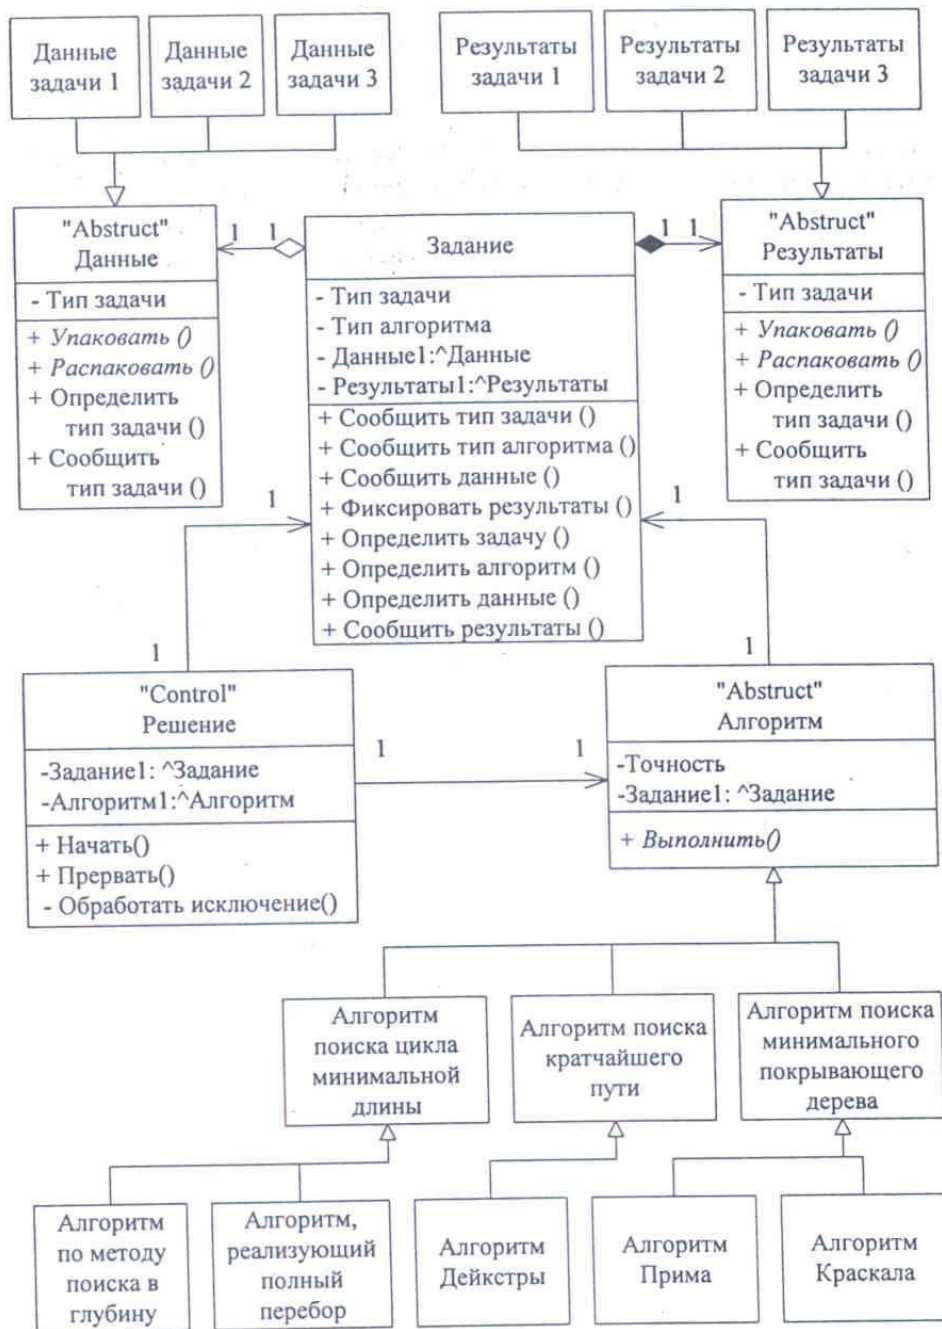 Данные
задачи 1
Данные
задачи 2
Данные
задачи 3
Результаты
задачи 1
Результаты
задачи 2
Результаты
задачи 3
"Abstruct"
Данные
- Тип задачи
+ Упаковать ()
+ Распаковать ()
+ Определить
тип задачи ()
+ Сообщить
тип задачи ()
1
1
Задание
- Тип задачи
- Тип алгоритма
- Данные1:^Данные
- Результаты1:^Результаты
+ Сообщить тип задачи ()
+ Сообщить тип алгоритма ()
+ Сообщить данные ()
+ Фиксировать результаты ()
+ Определить задачу ()
+ Определить алгоритм ()
+ Определить данные ()
+ Сообщить результаты ()
1
1
"Abstruct"
Результаты
- Тип задачи
+ Упаковать ()
+ Распаковать ()
+ Определить
тип задачи ()
+ Сообщить
тип задачи ()
1
1
1
1
"Control"
Решение
-Задание1: ^Задание
-Алгоритм1:^Алгоритм
+ Начать()
+ Прервать()
- Обработать исключение()
1
1
"Abstruct"
Алгоритм
-Точность
-Задание1: ^Задание
+ Выполнить()
Алгоритм
поиска цикла
минимальной
длины
Алгоритм поиска
кратчайшего
пути
Алгоритм поиска
минимального
покрывающего
дерева
Алгоритм
по методу
поиска в
глубину
Алгоритм,
реализующий
полный
перебор
Алгоритм
Дейкстры
Алгоритм
Прима
Алгоритм
Краскала